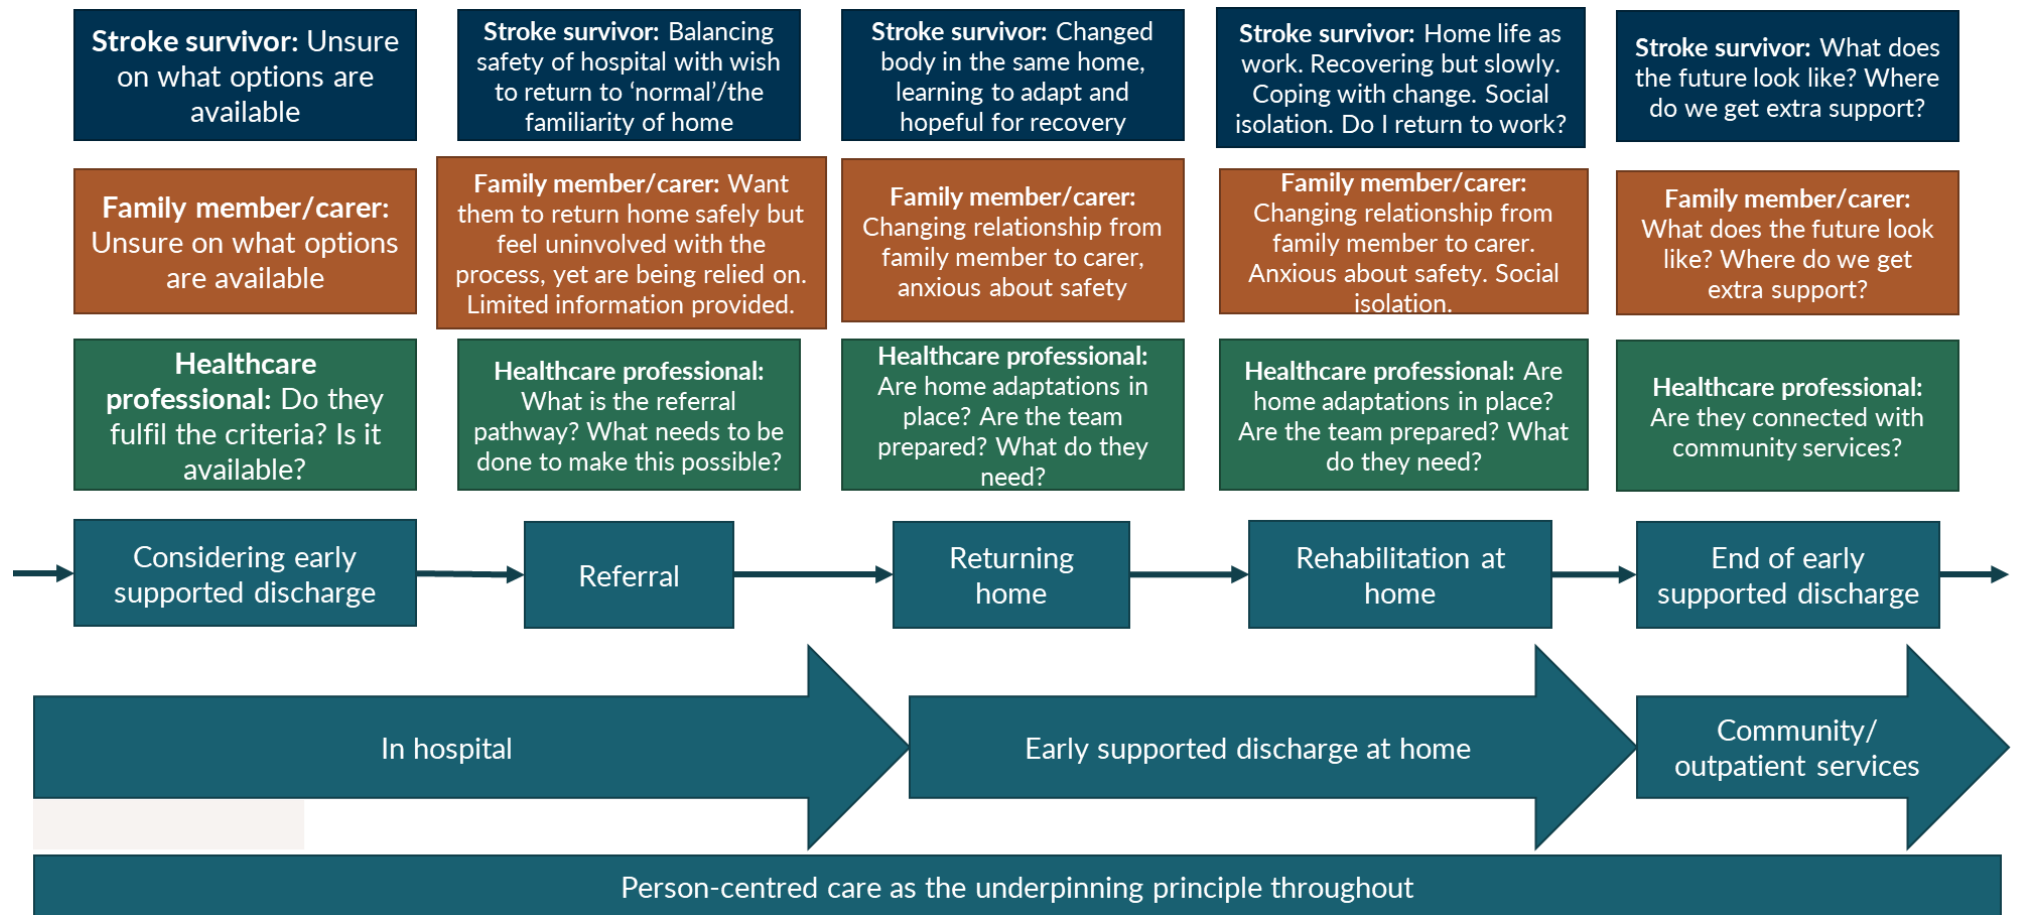 Stroke survivor: Unsure
on what options are
available
Stroke survivor: Balancing
safety of hospital with wish
to return to ‘normal’/the
familiarity of home
Stroke survivor: Changed
body in the same home,
learning to adapt and
hopeful for recovery
Stroke survivor: Home life as
work. Recovering but slowly.
Coping with change. Social
isolation. Do I return to work?
Stroke survivor: What does
the future look like? Where
do we get extra support?
Family member/carer:
Unsure on what options
are available
Family member/carer: Want
them to return home safely but
feel uninvolved with the
process, yet are being relied on.
Limited information provided.
Family member/carer:
Changing relationship from
family member to carer,
anxious about safety
Family member/carer:
Changing relationship from
family member to carer.
Anxious about safety. Social
isolation.
Family member/carer:
What does the future look
like? Where do we get
extra support?
Healthcare
professional: Do they
fulfil the criteria? Is it
available?
Healthcare professional:
What is the referral
pathway? What needs to be
done to make this possible?
Healthcare professional:
Are home adaptations in
place? Are the team
prepared? What do they
need?
Healthcare professional: Are
home adaptations in place?
Are the team prepared? What
do they need?
Healthcare professional:
Are they connected with
community services?
Considering early
supported discharge
Referral
Returning
home
Rehabilitation at
home
End of early
supported discharge
In hospital
Early supported discharge at home
Community/
outpatient services
Person-centred care as the underpinning principle throughout